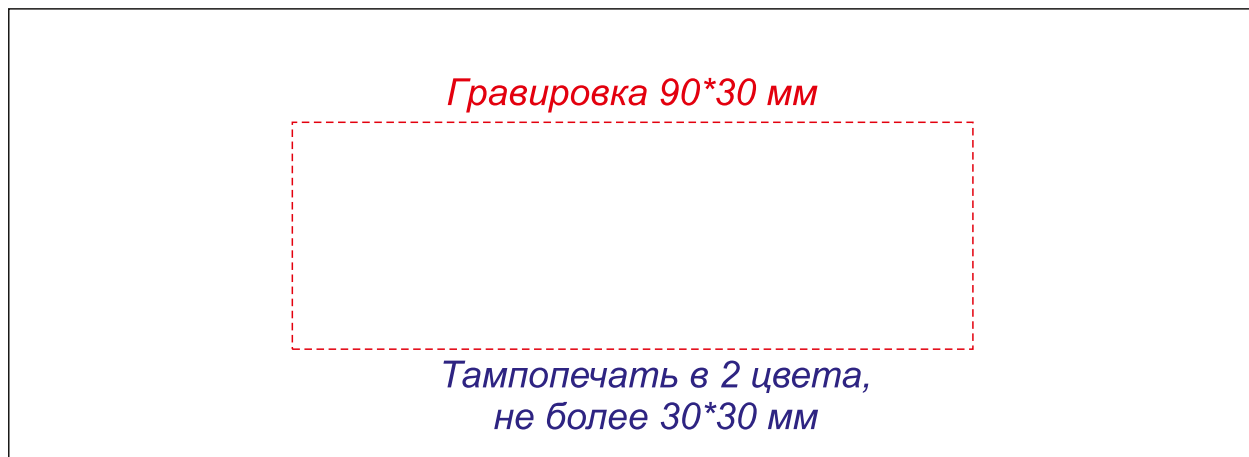 Гравировка 90*30 мм
Тампопечать в 2 цвета,
не более 30*30 мм